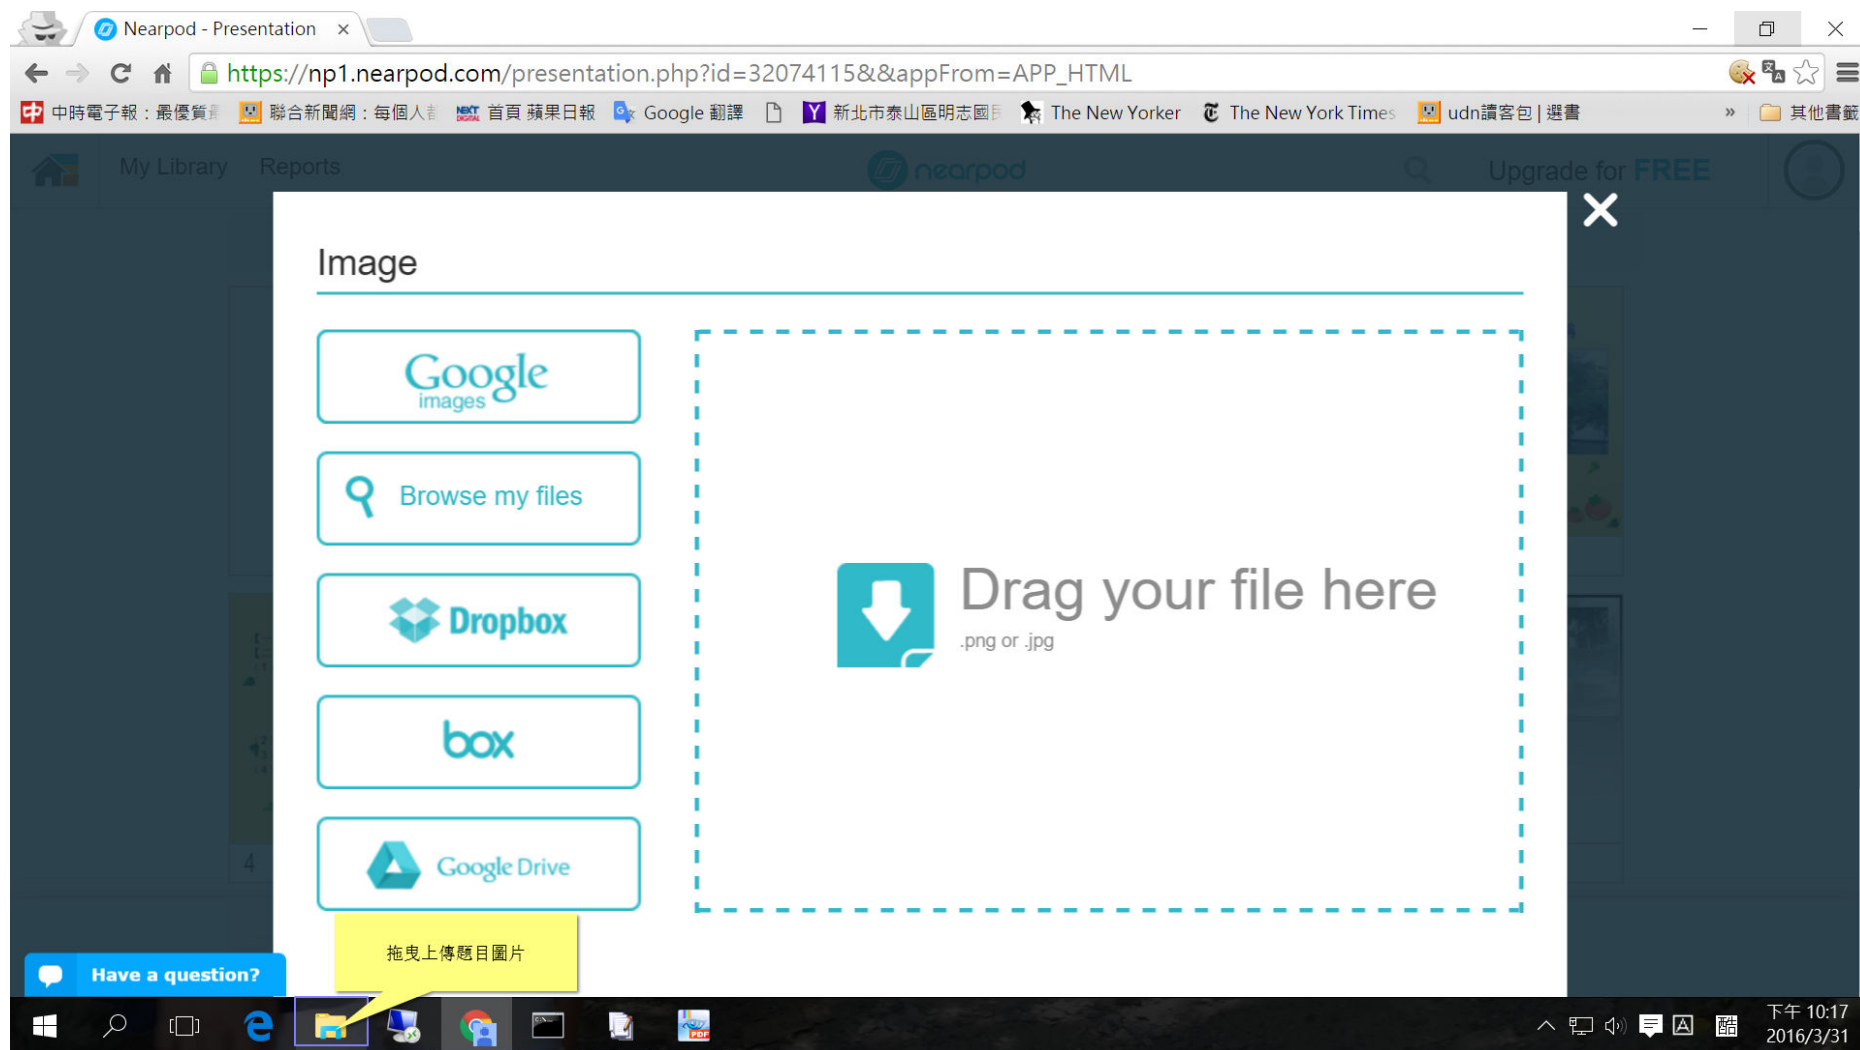 Nearpod - Presentation
https://np1.nearpod.com/presentation.php?id=32074115&&appFrom=APP_HTML
中時電子報：最優質 聯合新聞網：每個人 NEXT DIGITAL 首頁 蘋果日報 Google 翻譯 新北市泰山區明志國 The New Yorker The New York Times udn讀客包 | 選書 » 其他書籤
My Library Reports nearpod Upgrade for FREE
Image
Google
images
Browse my files
Dropbox
box
Google Drive
Drag your file here
.png or .jpg
4
拖曳上傳題目圖片
Have a question?
下午 10:17
酷
2016/3/31